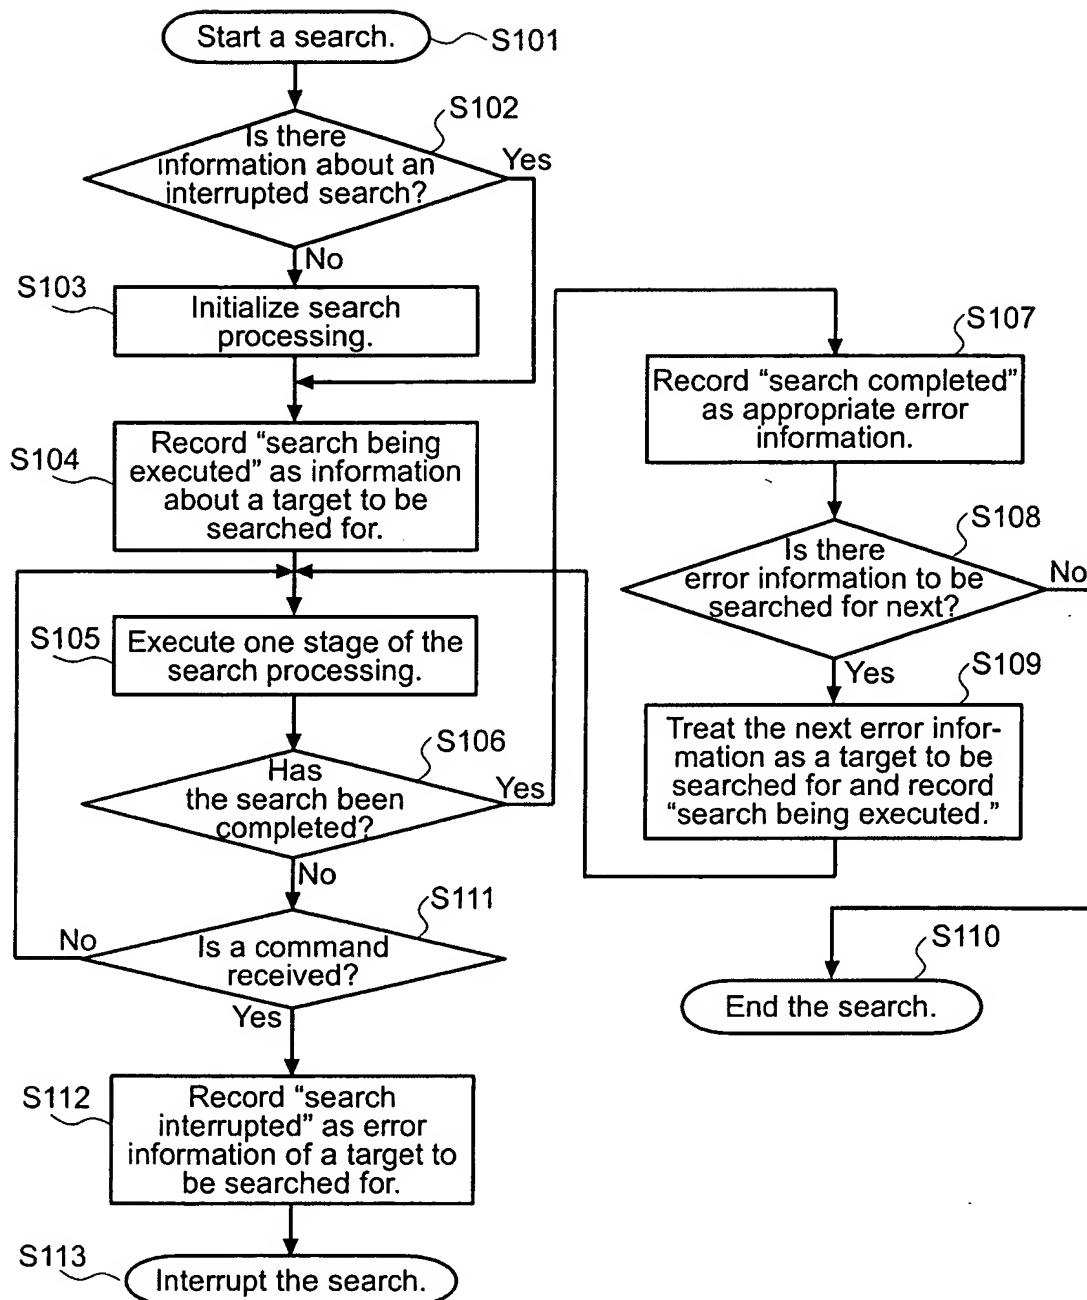 Start a search.
S101
S102
Is there
information about an
interrupted search?
Yes
No
S103
Initialize search
processing.
S104
Record “search being
executed” as information
about a target to be
searched for.
S105
Execute one stage of the
search processing.
S106
Has
the search been
completed?
Yes
No
S111
Is a command
received?
No
Yes
S112
Record “search
interrupted” as error
information of a target to
be searched for.
S113
Interrupt the search.
S107
Record “search completed”
as appropriate error
information.
S108
Is there
error information to be
searched for next?
No
Yes
S109
Treat the next error infor-
mation as a target to be
searched for and record
“search being executed.”
S110
End the search.